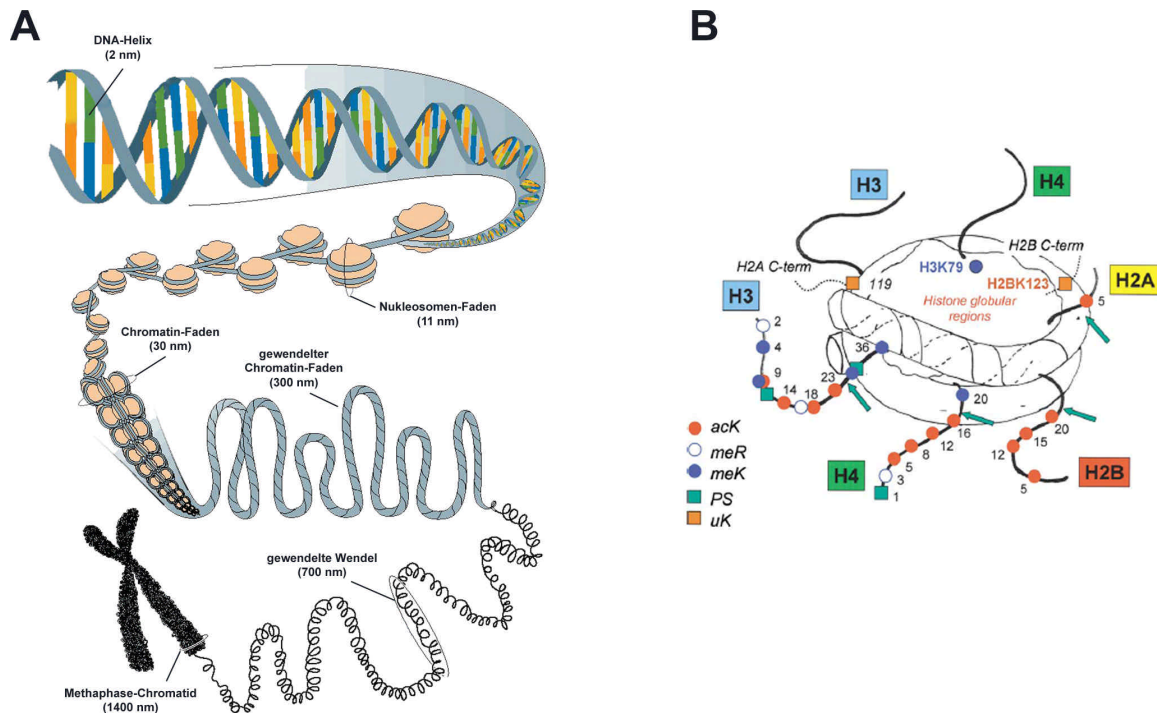 A
DNA-Helix
(2 nm)
Nukleosomen-Faden
(11 nm)
Chromatin-Faden
(30 nm)
gewendelter
Chromatin-Faden
(300 nm)
gewendelte Wendel
(700 nm)
Methaphase-Chromatid
(1400 nm)
B
H3
H4
H2B C-term
H2A C-term
H3K79
119
H2BK123
H2A
Histone globular
regions
5
H3
2
4
9
14
18
23
36
20
16
12
8
5
3
1
H4
20
15
12
5
H2B
acK
meR
meK
PS
uK